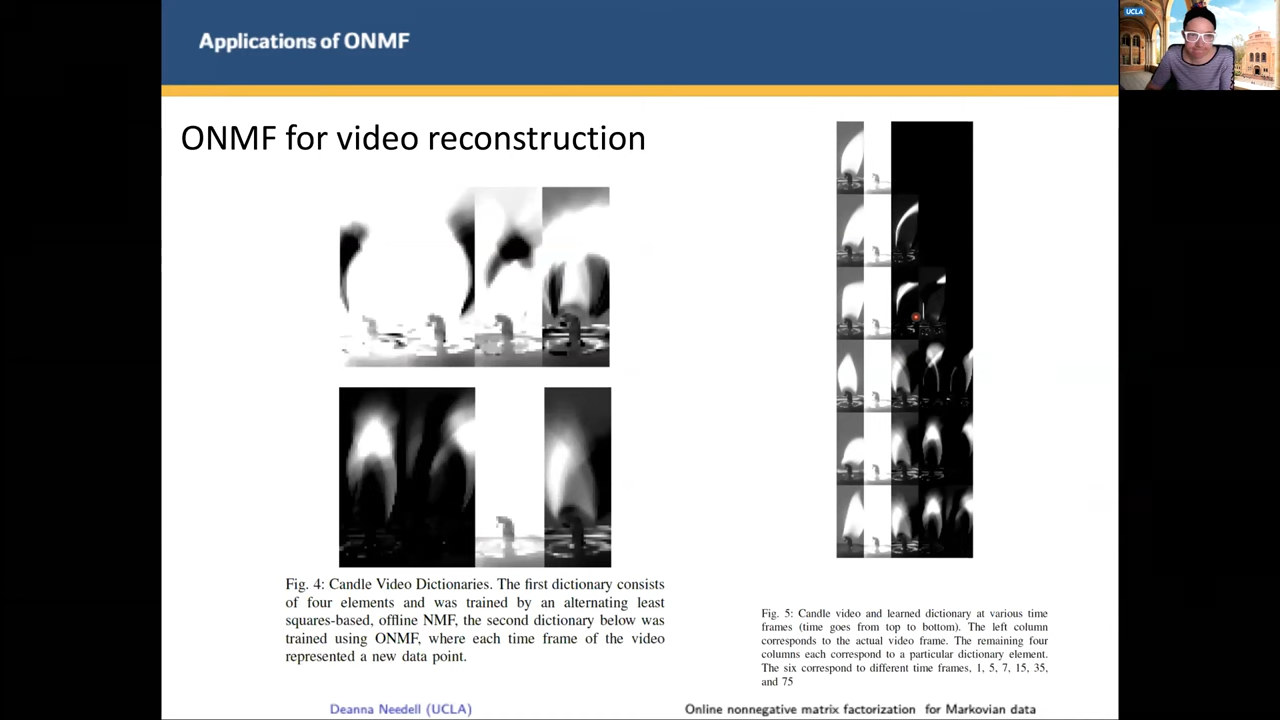 Applications of ONMF
UCLA
ONMF for video reconstruction
Fig. 4: Candle Video Dictionaries. The first dictionary consists
of four elements and was trained by an alternating least
squares-based, offline NMF, the second dictionary below was
trained using ONMF, where each time frame of the video
represented a new data point.
Fig. 5: Candle video and learned dictionary at various time
frames (time goes from top to bottom). The left column
corresponds to the actual video frame. The remaining four
columns each correspond to a particular dictionary element.
The six correspond to different time frames, 1, 5, 7, 15, 35,
and 75
Deanna Needell (UCLA)
Online nonnegative matrix factorization for Markovian data